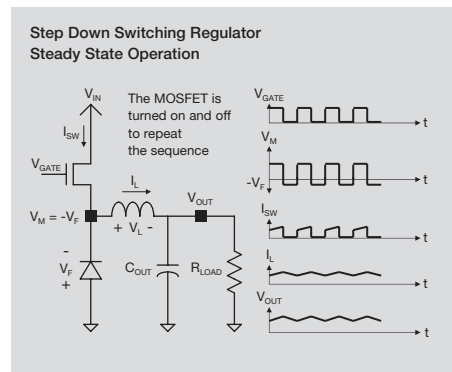 Step Down Switching Regulator
Steady State Operation
VIN
The MOSFET is
turned on and off
to repeat
the sequence
ISW
VGATE
IL
VOUT
VM = -VF
+ VL -
-
VF
+
COUT
RLOAD
VGATE
t
VM
-VF
t
ISW
t
IL
t
VOUT
t